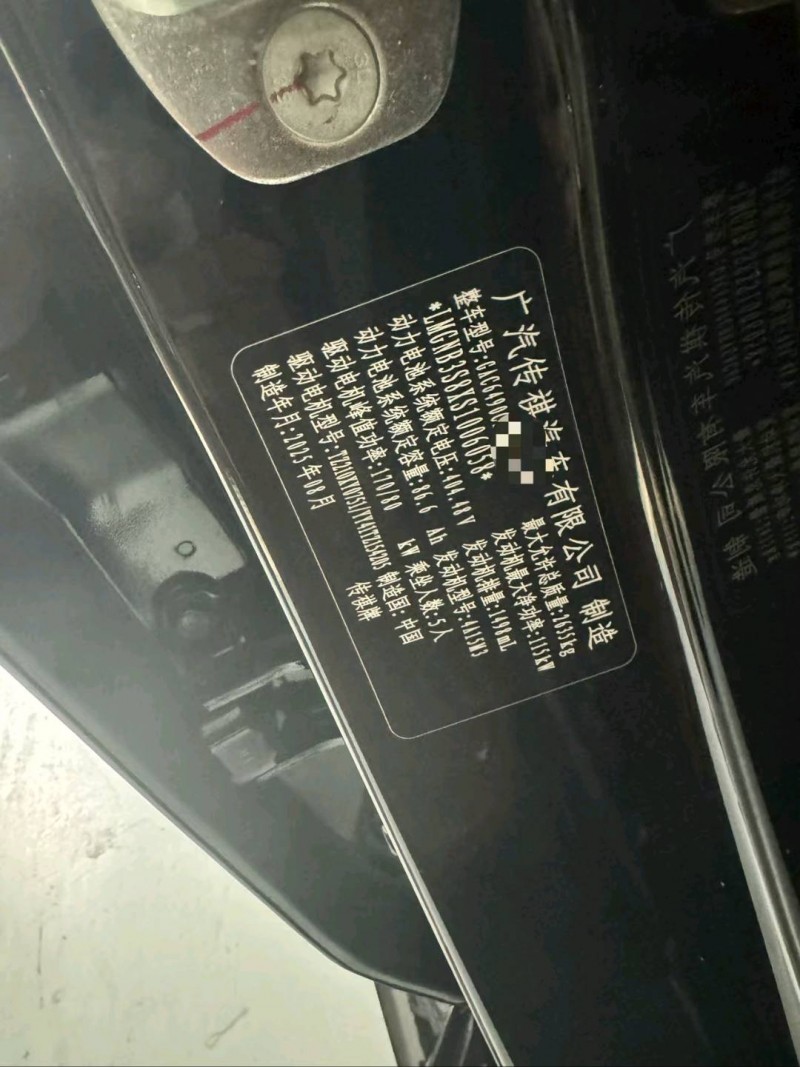 广汽传祺汽车有限公司 制造
整车型号:GAC6480 最大允许总质量:2655kg
*LMGNB3S8XS1006058* 发动机最大净功率:115kW
动力电池系统额定电压:404.48V 发动机排量:1498mL
动力电池系统额定容量:86.6 Ah 发动机型号:4A15M3
驱动电机峰值功率:170/80 kW 乘坐人数:5人
驱动电机型号: 制造国:中国
制造年月:2025年08月 传祺牌